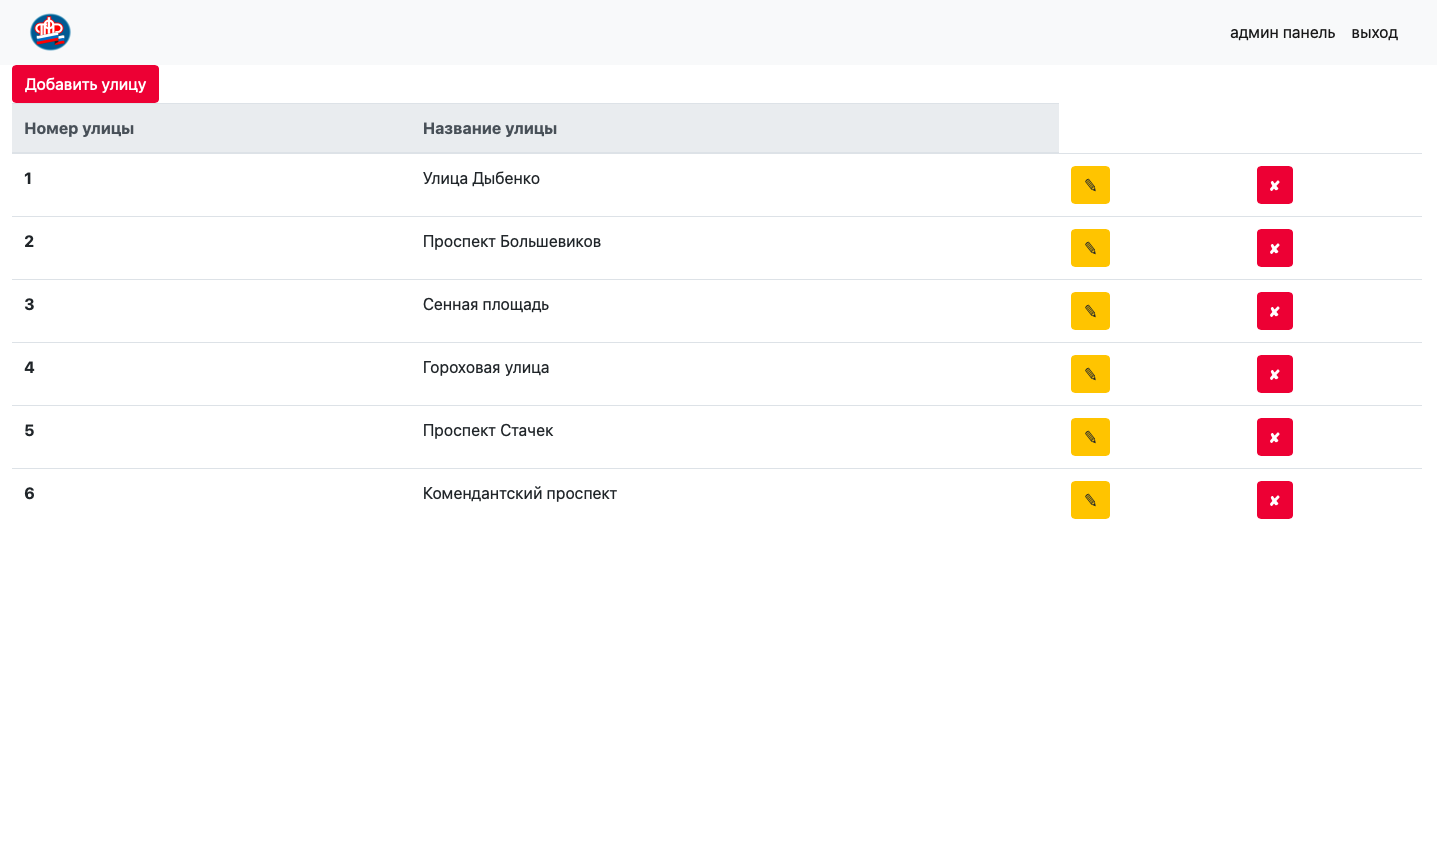 админ панель выход
Добавить улицу
Номер улицы Название улицы
1 Улица Дыбенко ✎ ✘
2 Проспект Большевиков ✎ ✘
3 Сенная площадь ✎ ✘
4 Гороховая улица ✎ ✘
5 Проспект Стачек ✎ ✘
6 Комендантский проспект ✎ ✘